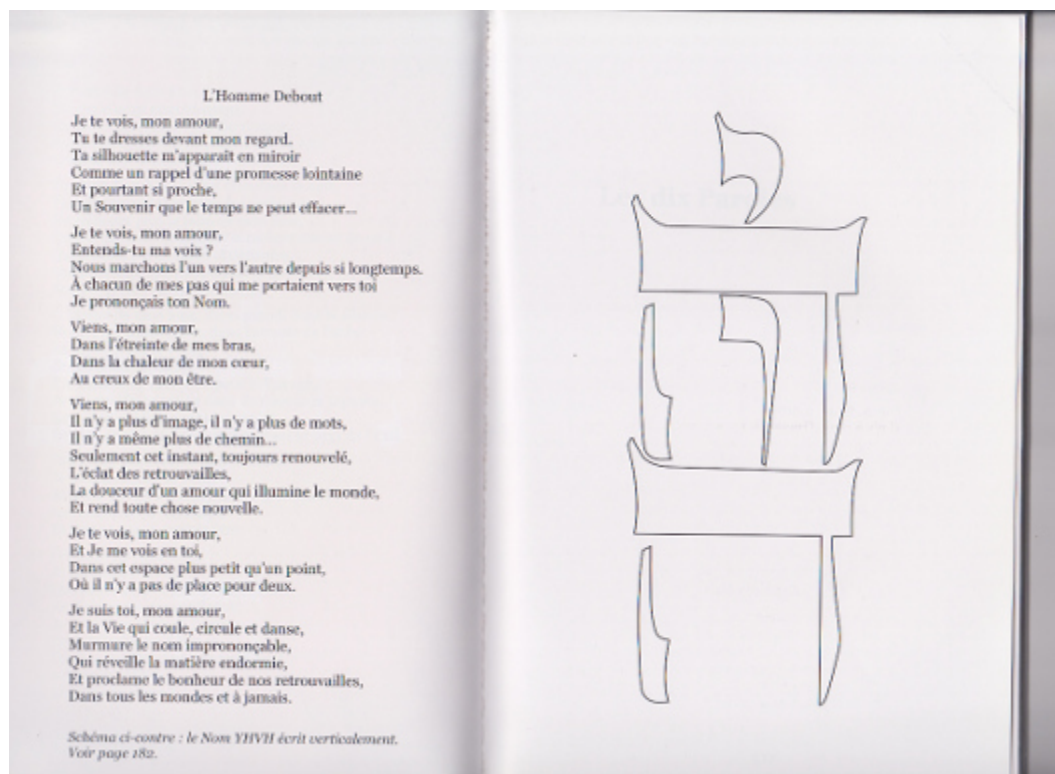 L'Homme Debout
Je te vois, mon amour,
Tu te dresses devant mon regard.
Ta silhouette m'apparaît en miroir
Comme un rappel d'une promesse lointaine
Et pourtant si proche,
Un Souvenir que le temps ne peut effacer...
Je te vois, mon amour,
Entends-tu ma voix ?
Nous marchons l'un vers l'autre depuis si longtemps.
À chacun de mes pas qui me portaient vers toi
Je prononçais ton Nom.
Viens, mon amour,
Dans l'étreinte de mes bras,
Dans la chaleur de mon cœur,
Au creux de mon être.
Viens, mon amour,
Il n'y a plus d'image, il n'y a plus de mots,
Il n'y a même plus de chemin...
Seulement cet instant, toujours renouvelé,
L'éclat des retrouvailles,
La douceur d'un amour qui illumine le monde,
Et rend toute chose nouvelle.
Je te vois, mon amour,
Et Je me vois en toi,
Dans cet espace plus petit qu'un point,
Où il n'y a pas de place pour deux.
Je suis toi, mon amour,
Et la Vie qui coule, circule et danse,
Murmure le nom imprononçable,
Qui réveille la matière endormie,
Et proclame le bonheur de nos retrouvailles,
Dans tous les mondes et à jamais.
Schéma ci-contre : le Nom YHVH écrit verticalement.
Voir page 182.
י
ה
ו
ה